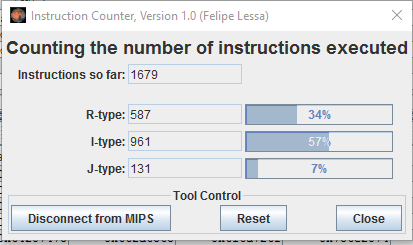 Instruction Counter, Version 1.0 (Felipe Lessa)
Counting the number of instructions executed
Instructions so far: 1679
R-type: 587 34%
I-type: 961 57%
J-type: 131 7%
Tool Control
Disconnect from MIPS Reset Close